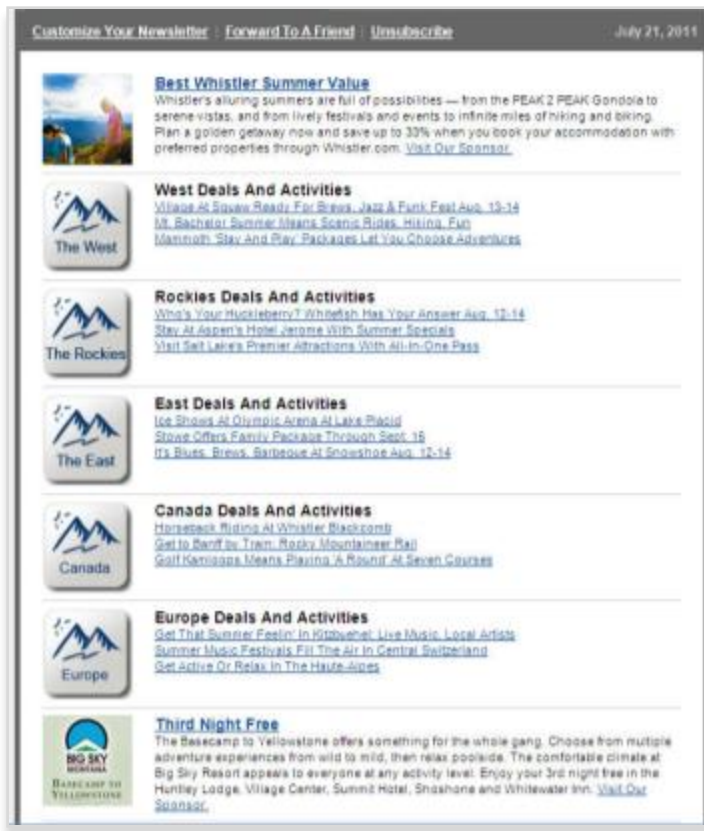 Customize Your Newsletter | Forward To A Friend | Unsubscribe
July 21, 2011
Best Whistler Summer Value
Whistler's alluring summers are full of possibilities — from the PEAK 2 PEAK Gondola to
serene vistas, and from lively festivals and events to infinite miles of hiking and biking.
Plan a golden getaway now and save up to 33% when you book your accommodation with
preferred properties through Whistler.com. Visit Our Sponsor.
The West
West Deals And Activities
Village At Squaw Ready For Brews, Jazz & Funk Fest Aug. 13-14
Mt. Bachelor Summer Means Scenic Rides, Hiking, Fun
Mammoth 'Stay And Play' Packages Let You Choose Adventures
The Rockies
Rockies Deals And Activities
Who's Your Huckleberry? Whitefish Has Your Answer Aug. 12-14
Stay At Aspen's Hotel Jerome With Summer Specials
Visit Salt Lake's Premier Attractions With All-In-One Pass
The East
East Deals And Activities
Ice Shows At Olympic Arena At Lake Placid
Stowe Offers Family Package Through Sept. 16
It's Blues, Brews, Barbeque At Snowshoe Aug. 12-14
Canada
Canada Deals And Activities
Horseback Riding At Whistler Blackcomb
Get to Banff by Train: Rocky Mountaineer Rail
Golf Kamloops Means Playing 'A Round' At Seven Courses
Europe
Europe Deals And Activities
Get That Summer Feelin' In Kitzbuehel: Live Music, Local Artists
Summer Music Festivals Fill The Air In Central Switzerland
Get Active Or Relax In The Haute-Alpes
BIG SKY
MONTANA
BASECAMP TO
YELLOWSTONE
Third Night Free
The Basecamp to Yellowstone offers something for the whole gang. Choose from multiple
adventure experiences from wild to mild, then relax poolside. The comfortable climate at
Big Sky Resort appears to everyone at any activity level. Enjoy your 3rd night free in the
Huntley Lodge, Village Center, Summit Hotel, Shoshone and Whitewater Inn. Visit Our
Sponsor.